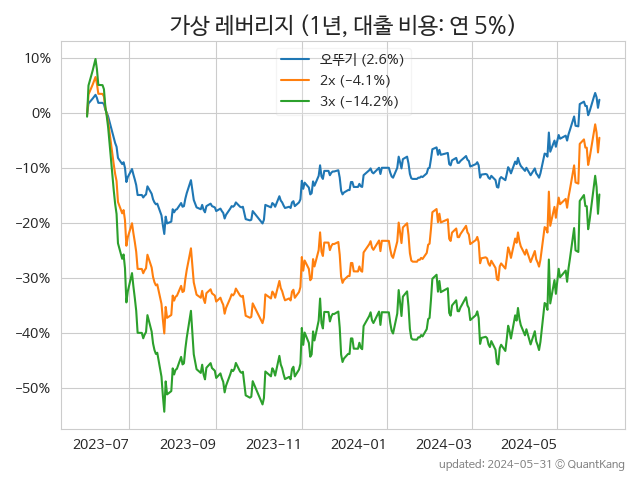 가상 레버리지 (1년, 대출 비용: 연 5%)
오뚜기 (2.6%)
2x (−4.1%)
3x (−14.2%)
10%
0%
−10%
−20%
−30%
−40%
−50%
2023−07
2023−09
2023−11
2024−01
2024−03
2024−05
updated: 2024-05-31 © QuantKang